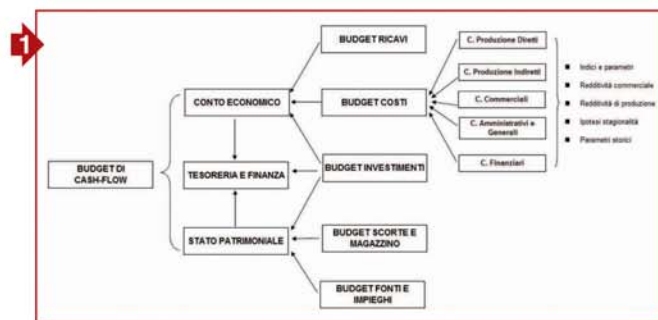 1
BUDGET RICAVI
C. Produzione Diretti
C. Produzione Indiretti
C. Commerciali
C. Amministrativi e
Generali
C. Finanziari
Indici e parametri
Redditività commerciale
Redditività di produzione
Ipotesi stagionalità
Parametri storici
CONTO ECONOMICO
BUDGET COSTI
BUDGET DI
CASH-FLOW
TESORERIA E FINANZA
BUDGET INVESTIMENTI
STATO PATRIMONIALE
BUDGET SCORTE E
MAGAZZINO
BUDGET FONTI E
IMPIEGHI